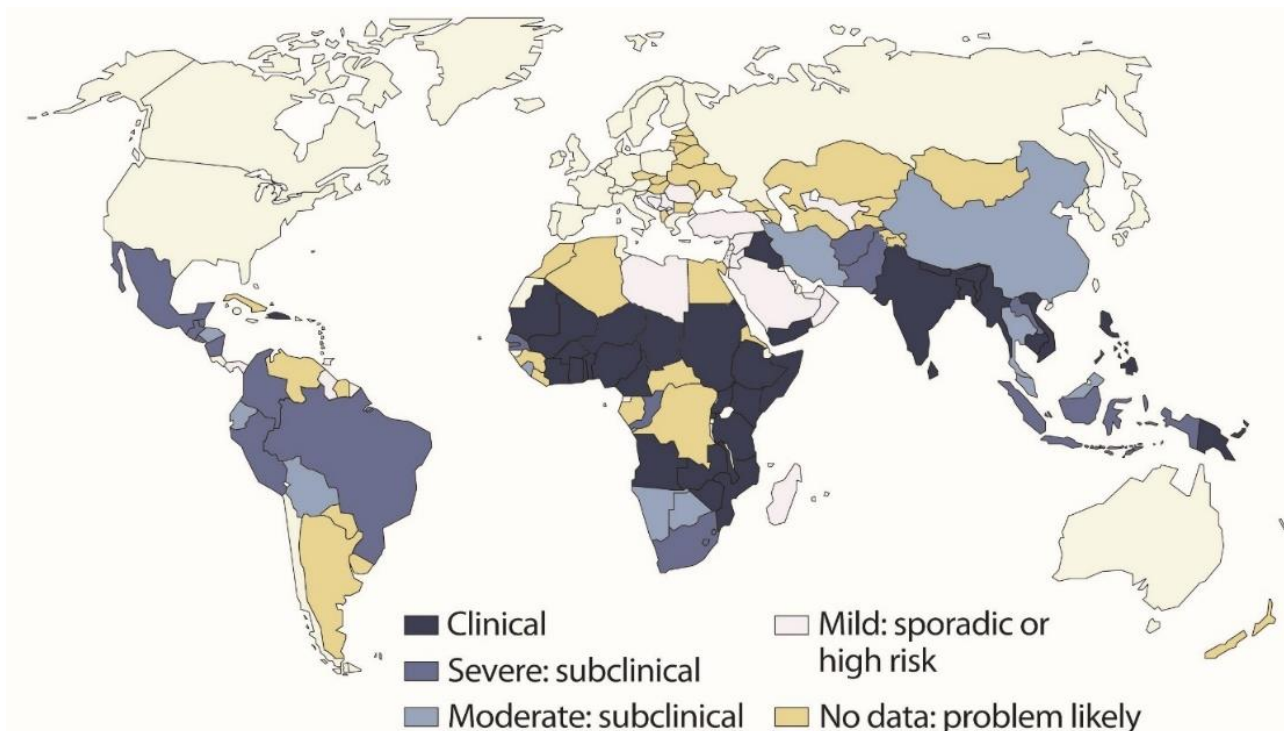 Clinical
Severe: subclinical
Moderate: subclinical
Mild: sporadic or
high risk
No data: problem likely